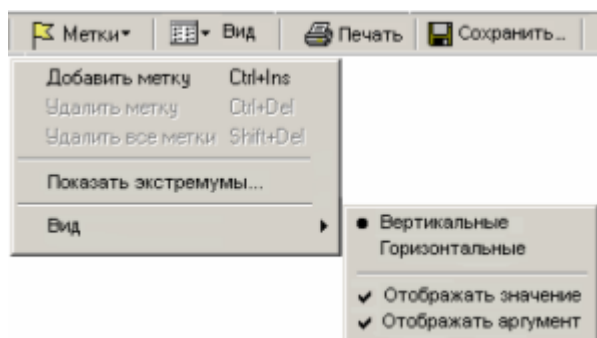 Метки Вид Печать Сохранить...
Добавить метку Ctrl+Ins
Удалить метку Ctrl+Del
Удалить все метки Shift+Del
Показать экстремумы...
Вид
Вертикальные
Горизонтальные
Отображать значение
Отображать аргумент